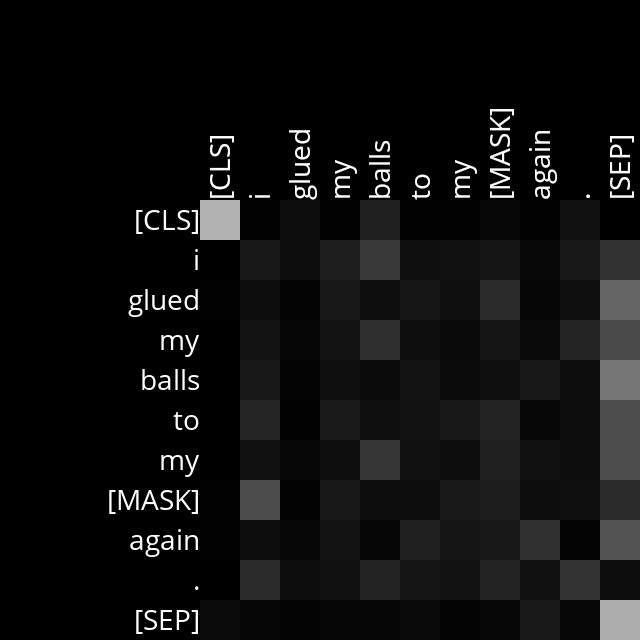 [CLS] i glued my balls to my [MASK] again . [SEP]
[CLS]
i
glued
my
balls
to
my
[MASK]
again
.
[SEP]